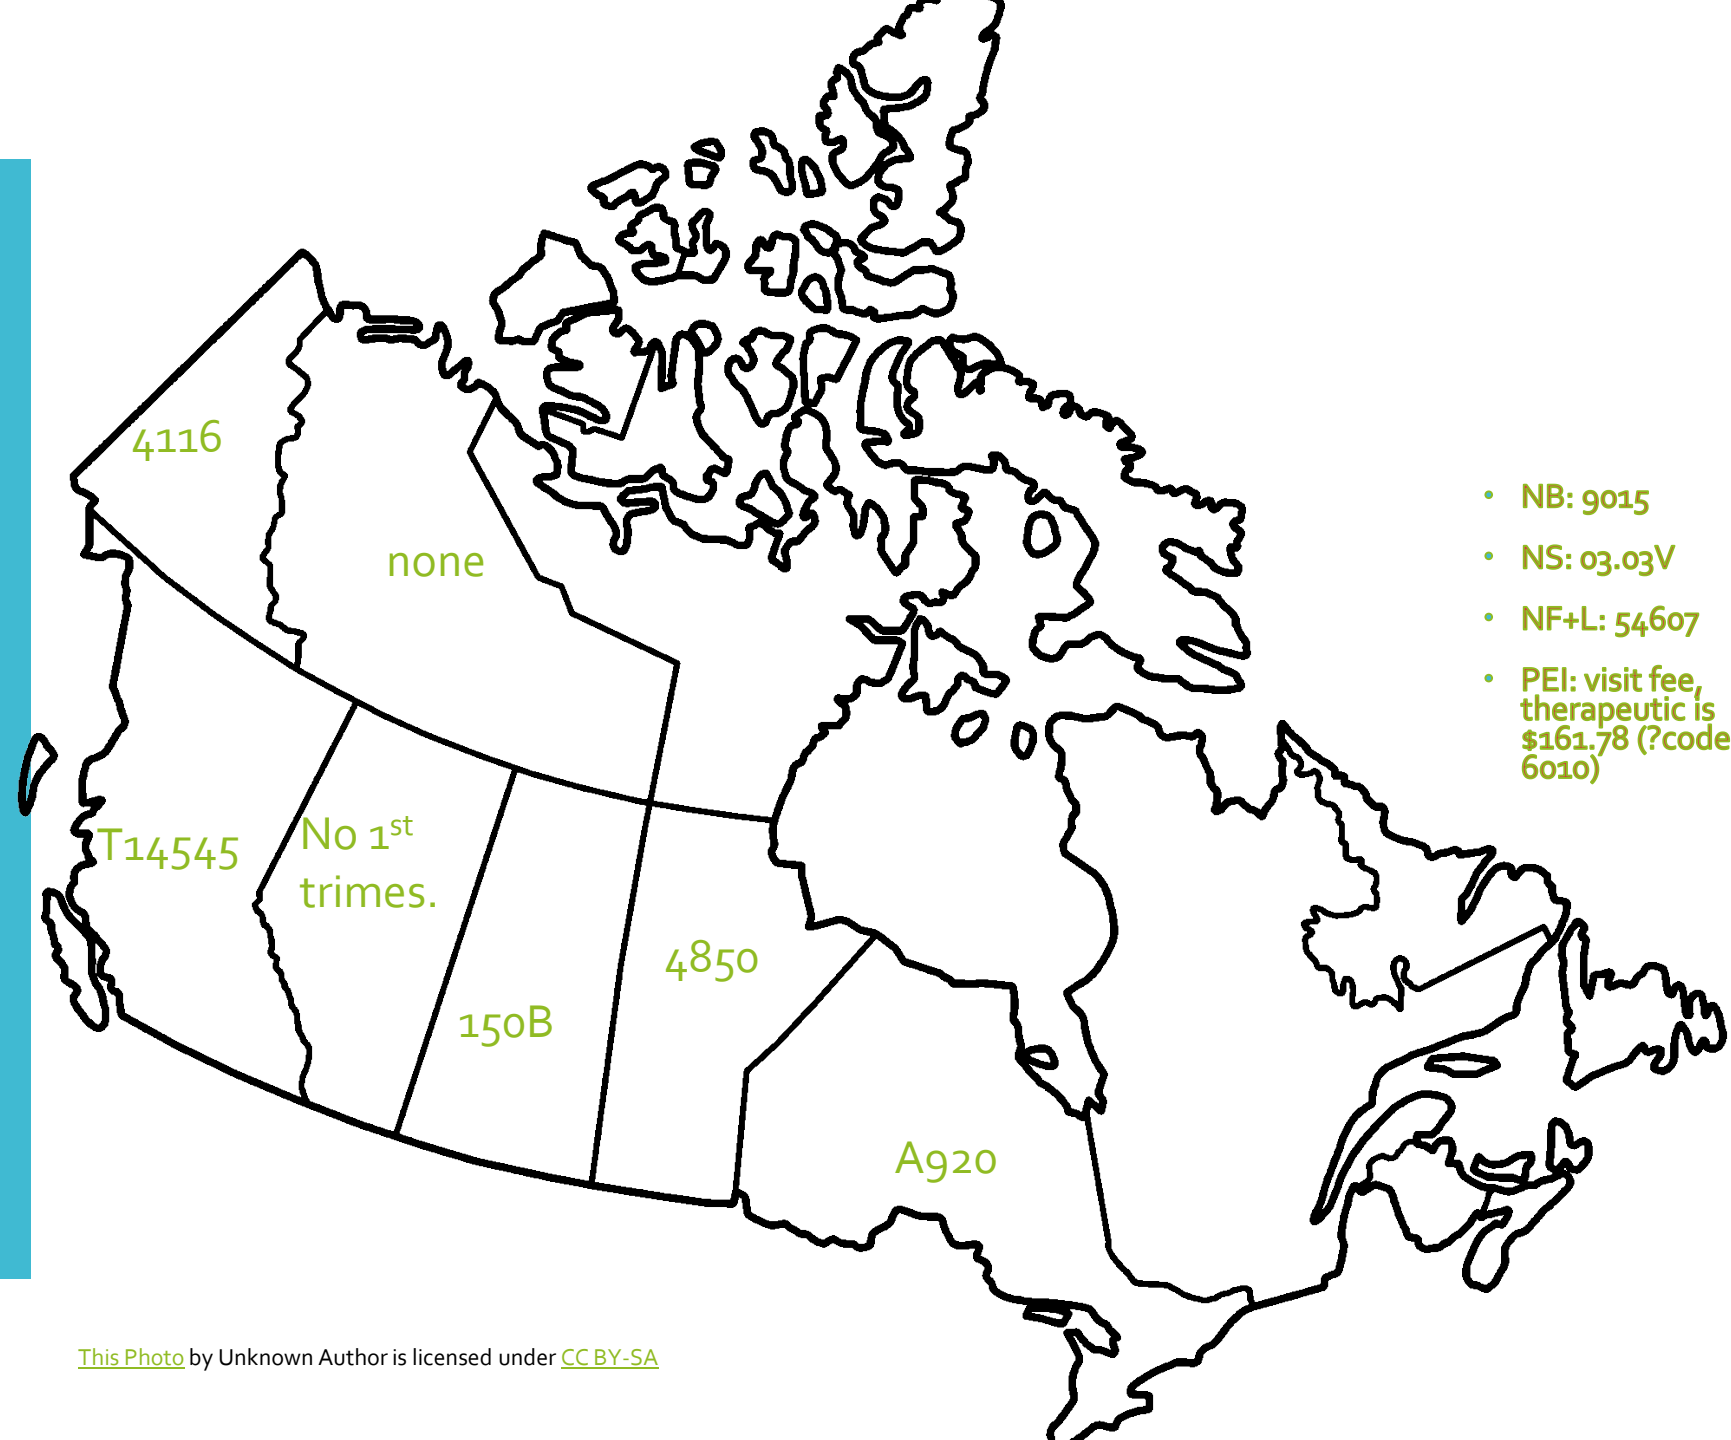 4116
none
T14545
No 1st
trimes.
150B
4850
A920
• NB: 9015
• NS: 03.03V
• NF+L: 54607
• PEI: visit fee,
therapeutic is
$161.78 (?code
6010)
This Photo by Unknown Author is licensed under CC BY-SA